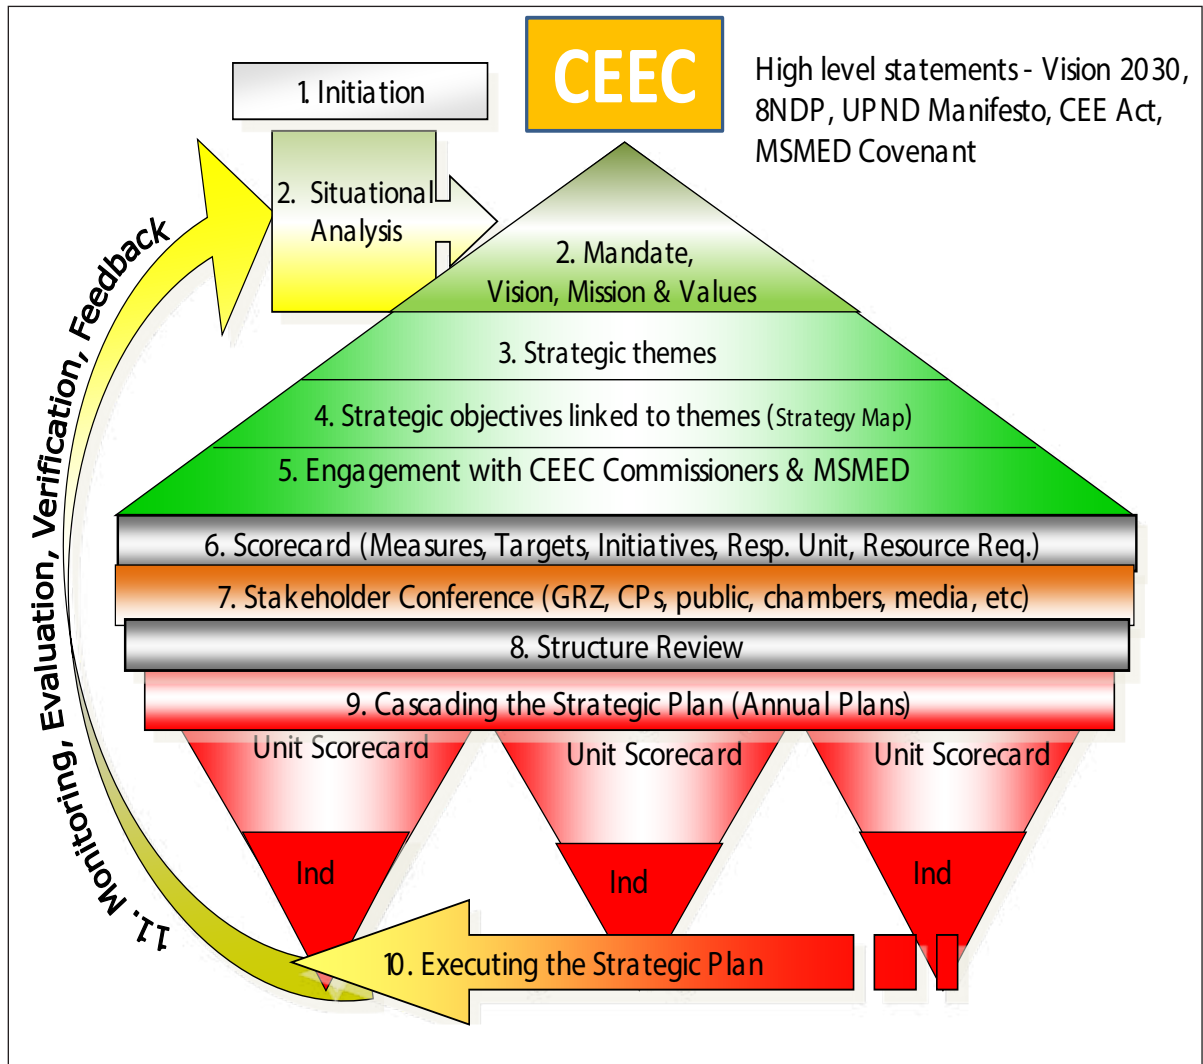 CEEC
High level statements - Vision 2030,
8NDP, UPND Manifesto, CEE Act,
MSMED Covenant
1. Initiation
2. Situational
Analysis
2. Mandate,
Vision, Mission & Values
3. Strategic themes
4. Strategic objectives linked to themes (Strategy Map)
5. Engagement with CEEC Commissioners & MSMED
6. Scorecard (Measures, Targets, Initiatives, Resp. Unit, Resource Req.)
7. Stakeholder Conference (GRZ, CPs, public, chambers, media, etc)
8. Structure Review
9. Cascading the Strategic Plan (Annual Plans)
Unit Scorecard
Unit Scorecard
Unit Scorecard
Ind
Ind
Ind
10. Executing the Strategic Plan
11. Monitoring, Evaluation, Verification, Feedback